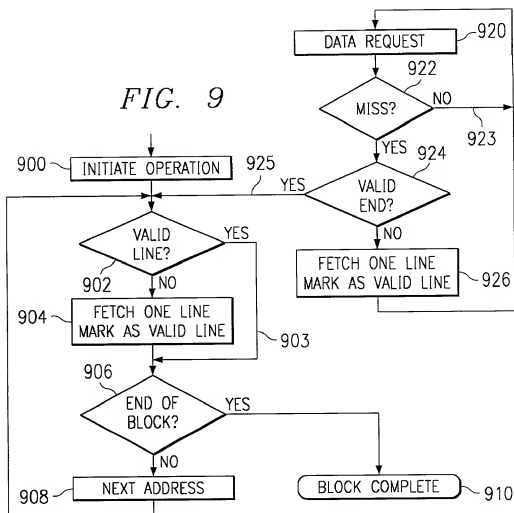 920
DATA REQUEST
922
FIG. 9
MISS?
NO
923
YES
924
900
INITIATE OPERATION
925
YES
VALID
END?
NO
VALID
LINE?
YES
902
NO
FETCH ONE LINE
MARK AS VALID LINE
926
904
FETCH ONE LINE
MARK AS VALID LINE
903
906
END OF
BLOCK?
YES
NO
908
NEXT ADDRESS
BLOCK COMPLETE
910